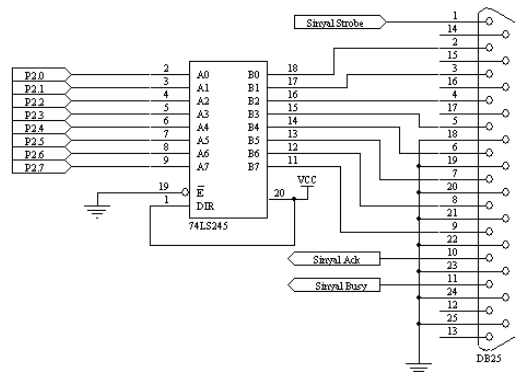 Sinyal Strobe 1
14
2
15
3
16
4
17
5
18
6
19
7
20
8
21
9
22
10
23
11
24
12
25
13
DB25
P2.0 2 A0 B0 18
P2.1 3 A1 B1 17
P2.2 4 A2 B2 16
P2.3 5 A3 B3 15
P2.4 6 A4 B4 14
P2.5 7 A5 B5 13
P2.6 8 A6 B6 12
P2.7 9 A7 B7 11
19 E 20 VCC
1 DIR
74LS245
Sinyal Ack
Sinyal Busy